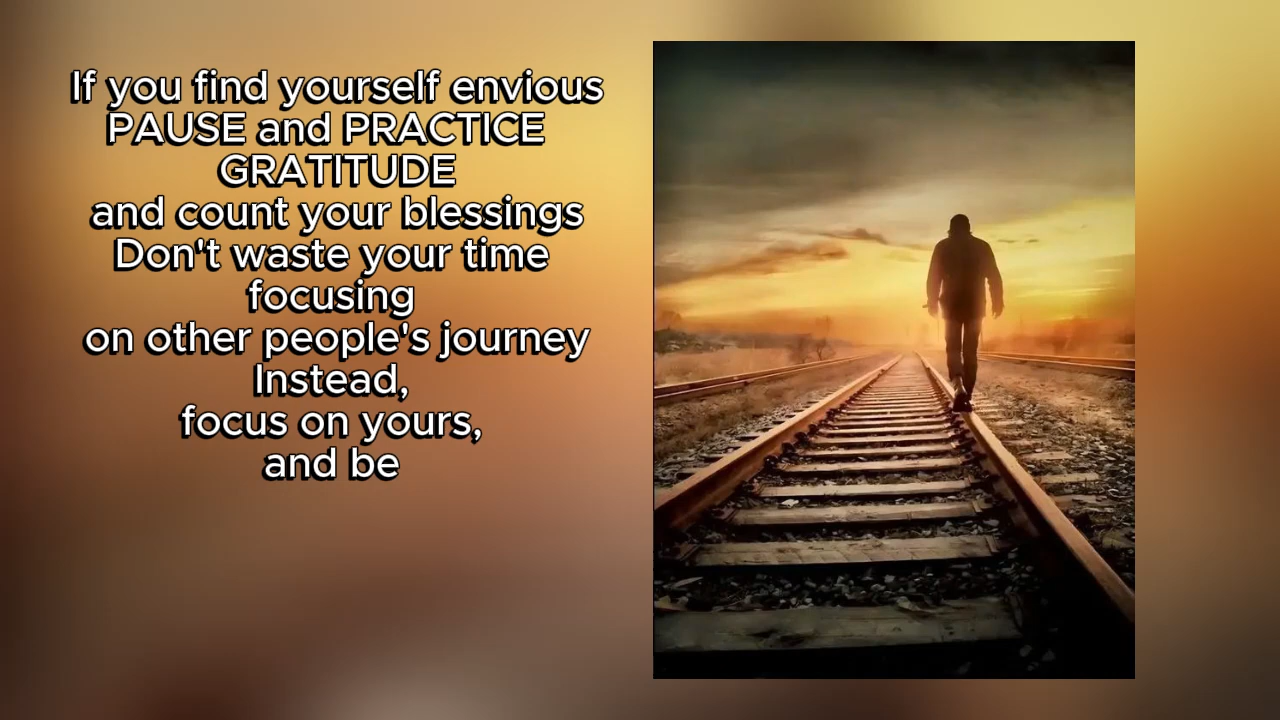 If you find yourself envious
PAUSE and PRACTICE
GRATITUDE
and count your blessings
Don't waste your time
focusing
on other people's journey
Instead,
focus on yours,
and be